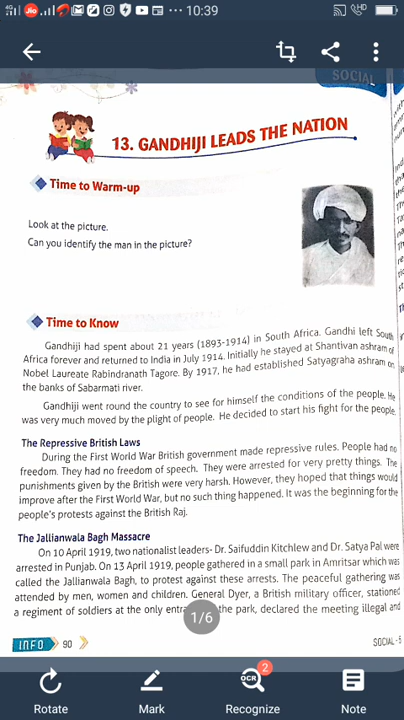 10:39
SOCIAL
13. GANDHIJI LEADS THE NATION
Time to Warm-up
Look at the picture.
Can you identify the man in the picture?
Time to Know
Gandhiji had spent about 21 years (1893-1914) in South Africa. Gandhi left South
Africa forever and returned to India in July 1914. Initially he stayed at Shantivan ashram of
Nobel Laureate Rabindranath Tagore. By 1917, he had established Satyagraha ashram on
the banks of Sabarmati river.
Gandhiji went round the country to see for himself the conditions of the people. He
was very much moved by the plight of people. He decided to start his fight for the people.
The Repressive British Laws
During the First World War British government made repressive rules. People had no
freedom. They had no freedom of speech. They were arrested for very pretty things. The
punishments given by the British were very harsh. However, they hoped that things would
improve after the First World War, but no such thing happened. It was the beginning for the
people's protests against the British Raj.
The Jallianwala Bagh Massacre
On 10 April 1919, two nationalist leaders- Dr. Saifuddin Kitchlew and Dr. Satya Pal were
arrested in Punjab. On 13 April 1919, people gathered in a small park in Amritsar which was
called the Jallianwala Bagh, to protest against these arrests. The peaceful gathering was
attended by men, women and children. General Dyer, a British military officer, stationed
a regiment of soldiers at the only the park, declared the meeting illegal and
1/6
INFO 90
SOCIAL - 5
Rotate
Mark
OCR
2
Recognize
Note